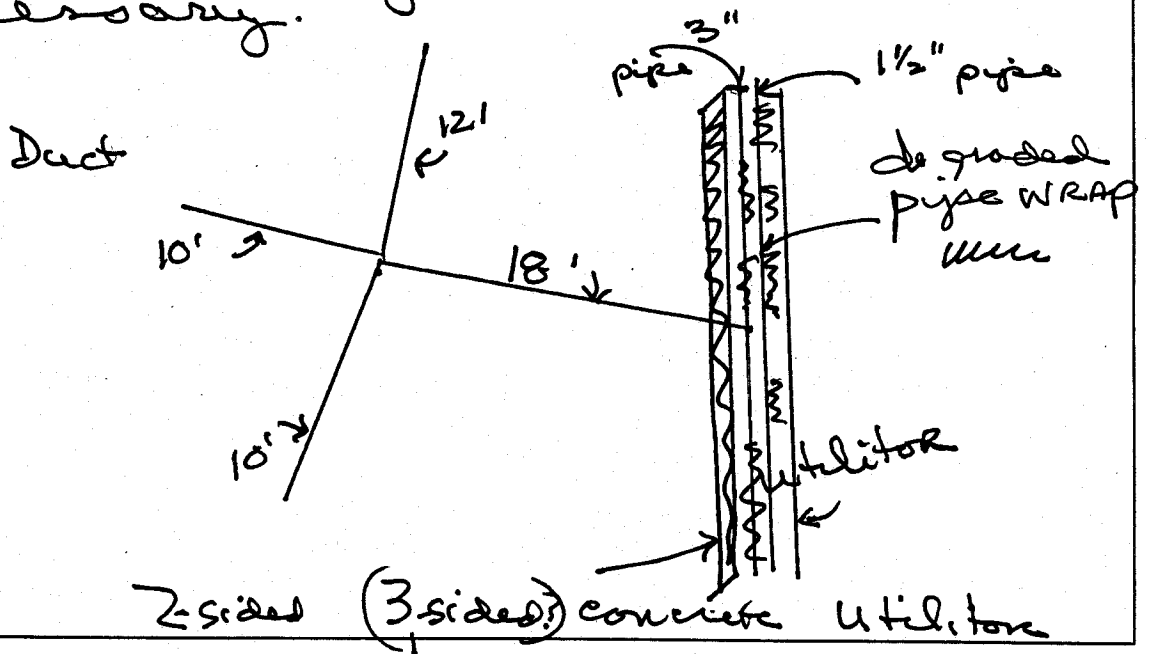 essary.
3"
pipe
1½" pipe
12'
Duct
degraded
pipe WRAP
10'
18'
10'
utilitor
2-sided (3-sided?) concrete utilitor